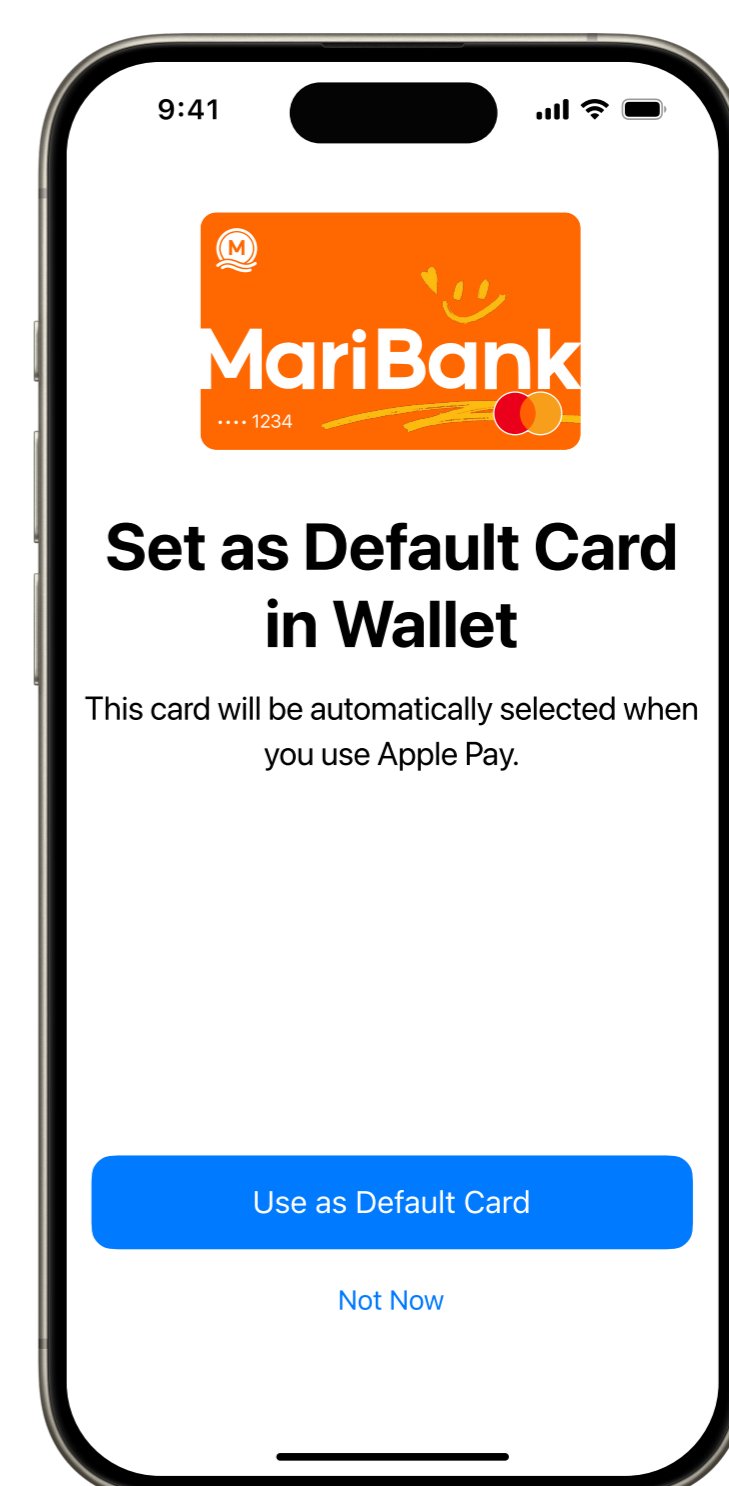 9:41
M
MariBank
•••• 1234
Set as Default Card
in Wallet
This card will be automatically selected when
you use Apple Pay.
Use as Default Card
Not Now